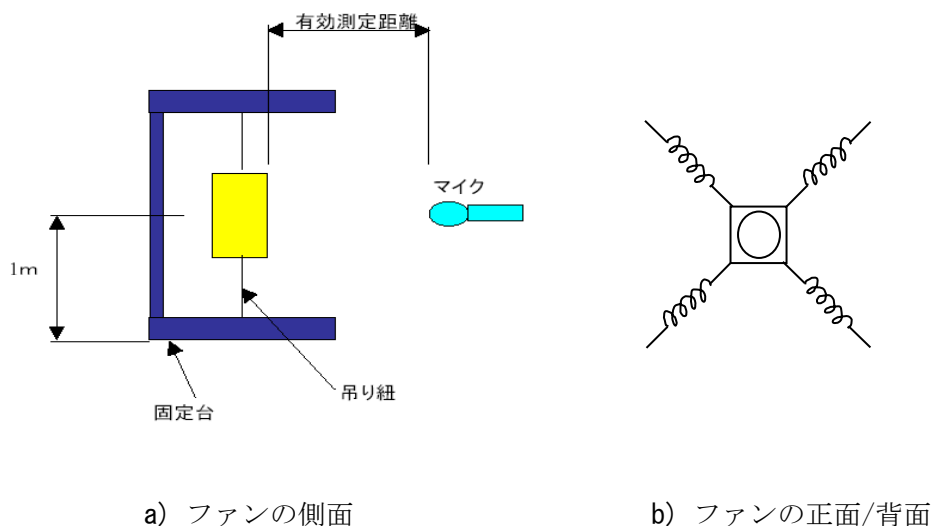 有効測定距離
マイク
1m
吊り紐
固定台
a) ファンの側面
b) ファンの正面/背面